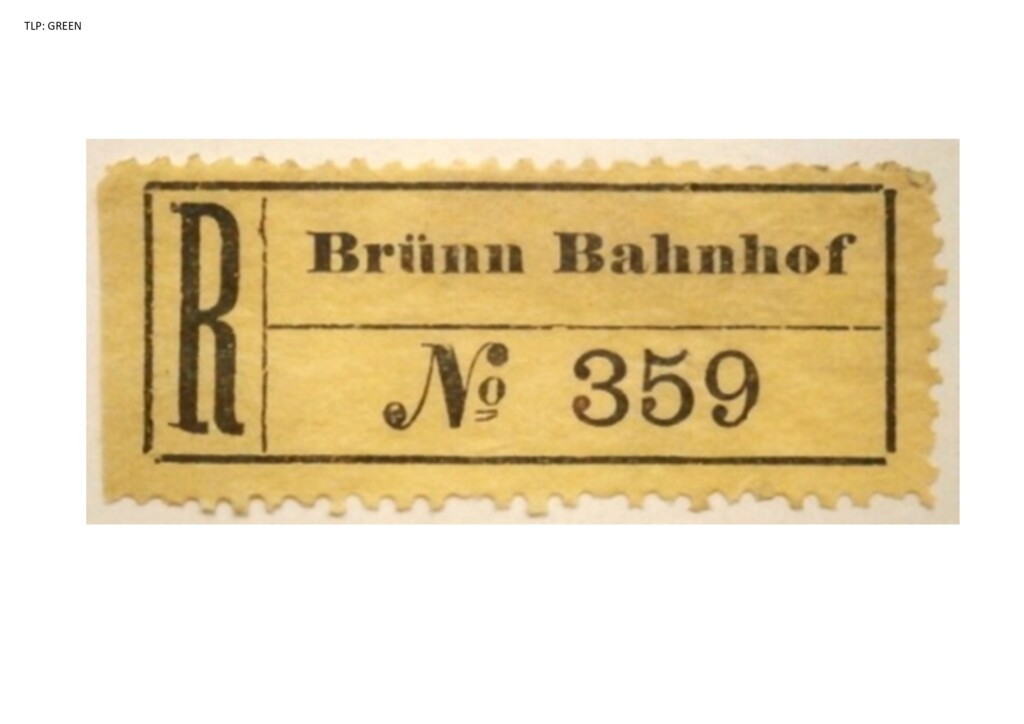 TLP: GREEN
R
Brünn Bahnhof
No 359